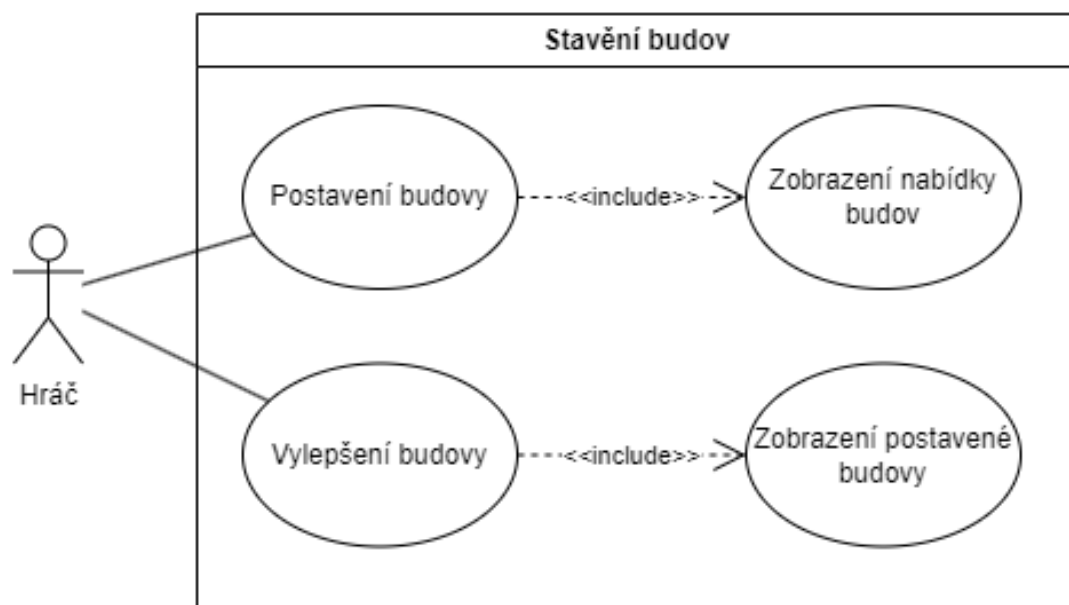 Stavění budov
Postavení budovy
<<include>>
Zobrazení nabídky
budov
Hráč
Vylepšení budovy
<<include>>
Zobrazení postavené
budovy